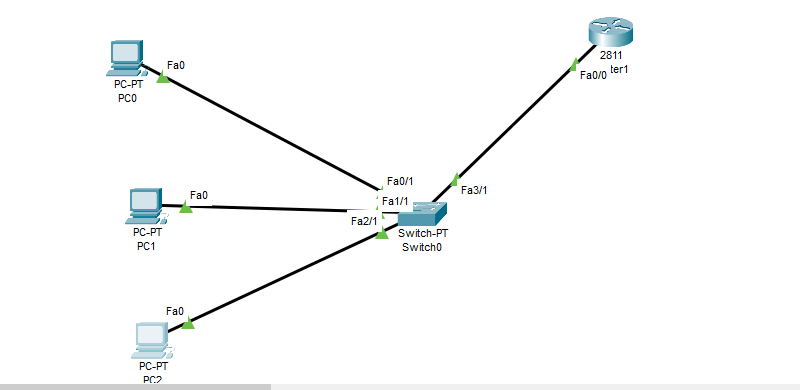 Fa0
PC-PT
PC0
2811
ter1
Fa0/0
Fa0/1
Fa1/1
Fa2/1
Fa3/1
Switch-PT
Switch0
Fa0
PC-PT
PC1
Fa0
PC-PT
PC2